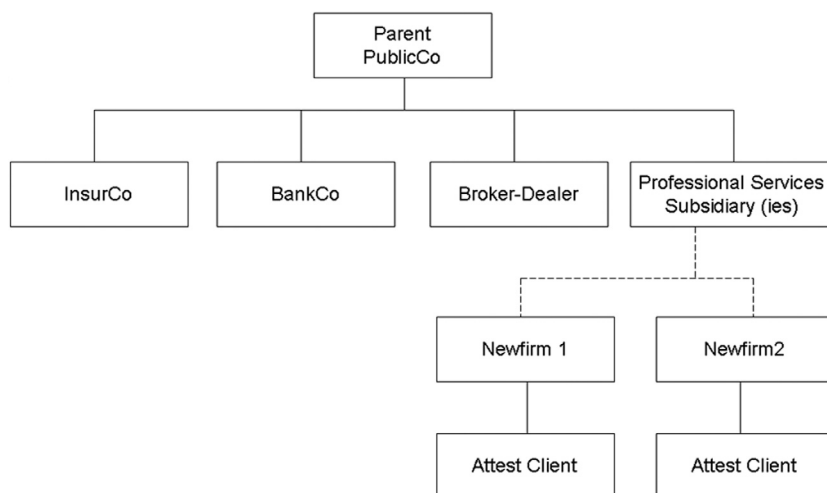 Parent
PublicCo
InsurCo
BankCo
Broker-Dealer
Professional Services
Subsidiary (ies)
Newfirm 1
Newfirm2
Attest Client
Attest Client